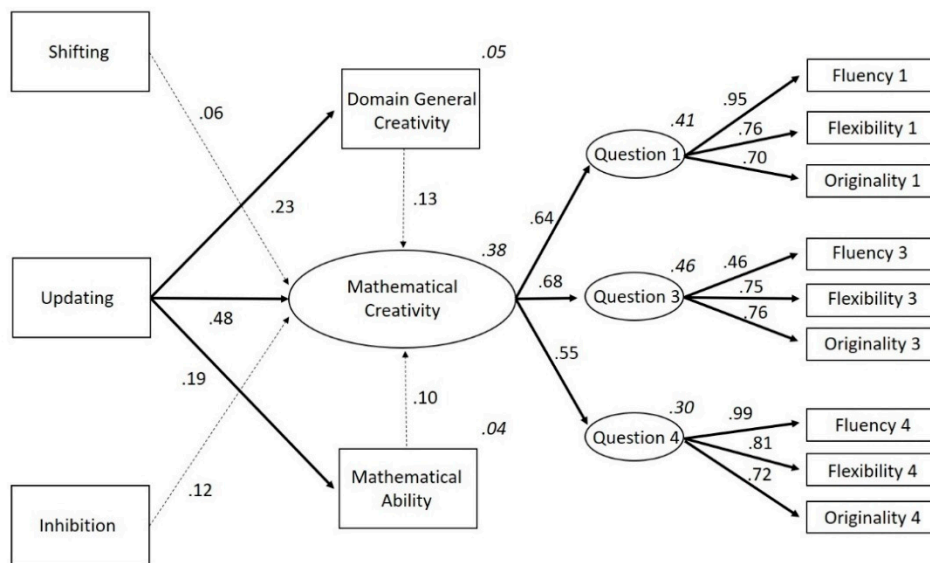 Shifting
.05
Fluency 1
.95
Domain General
Creativity
.41
.76
Flexibility 1
.06
Question 1
.70
Originality 1
.23
.13
.64
.38
Fluency 3
.46
.46
Updating
Mathematical
Creativity
.68
Question 3
.75
Flexibility 3
.48
.76
Originality 3
.55
.19
.10
.30
.99
Fluency 4
.04
Question 4
.81
Flexibility 4
Mathematical
Ability
.72
.12
Inhibition
Originality 4